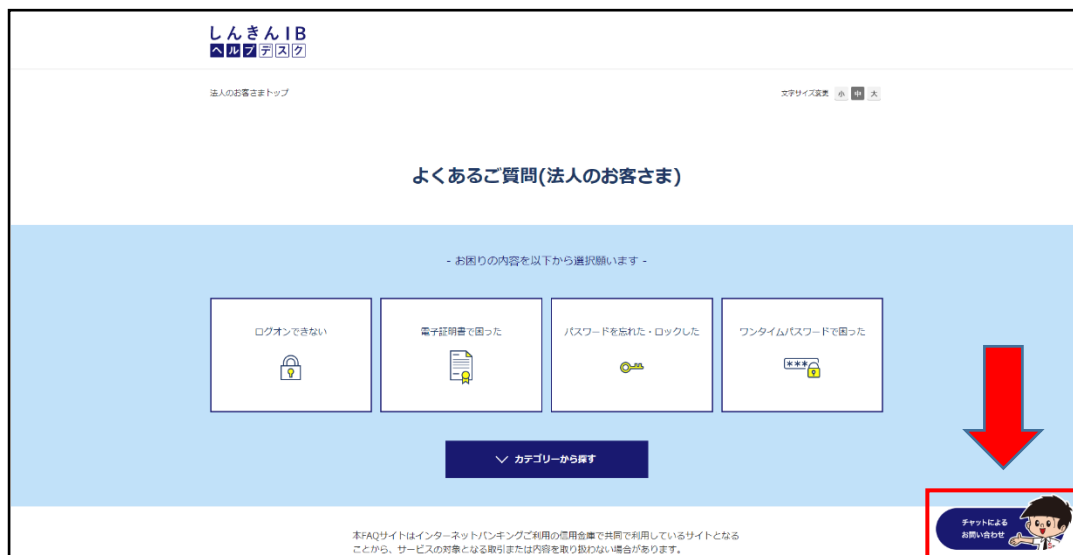 しんきんIB
ヘルプデスク
法人のお客さまトップ
文字サイズ変更 小 中 大
よくあるご質問(法人のお客さま)
- お困りの内容を以下から選択願います -
ログオンできない
電子証明書で困った
パスワードを忘れた・ロックした
ワンタイムパスワードで困った
***
カテゴリーから探す
チャットによる
お問い合わせ
本FAQサイトはインターネットバンキングご利用の信用金庫で共同で利用しているサイトとなる
ことから、サービスの対象となる取引または内容を取り扱わない場合があります。